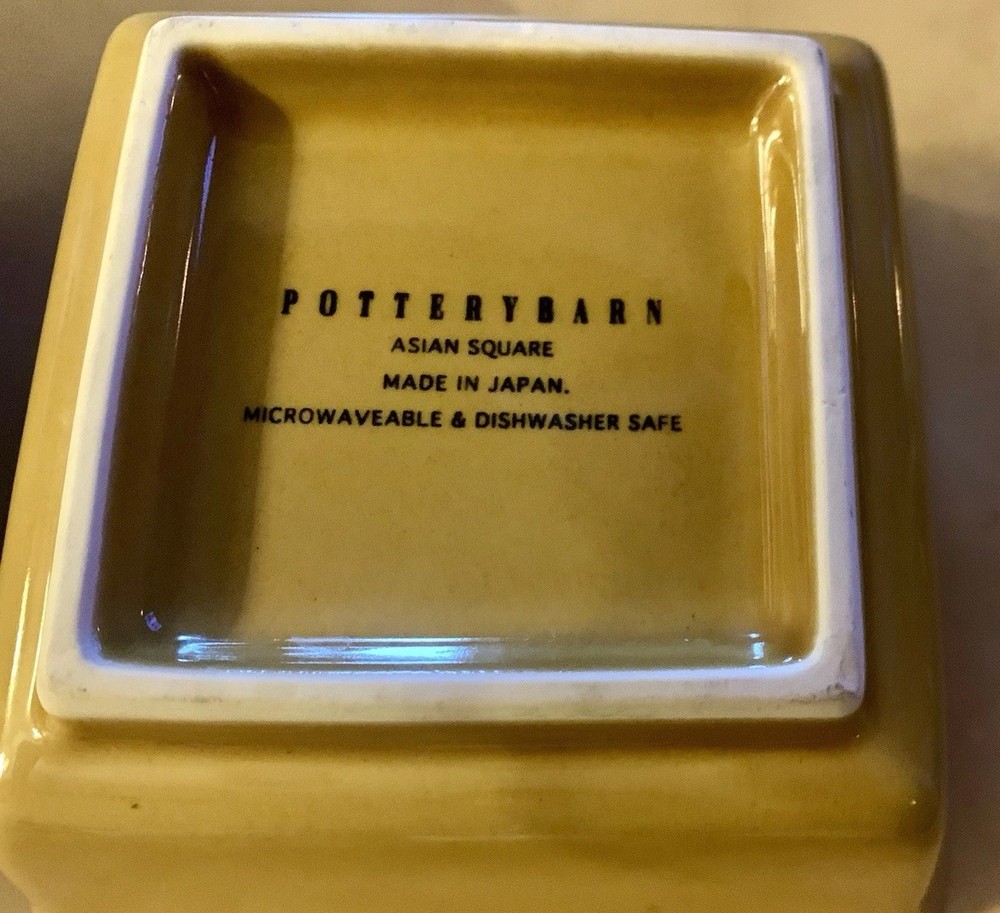 POTTERYBARN
ASIAN SQUARE
MADE IN JAPAN.
MICROWAVEABLE & DISHWASHER SAFE